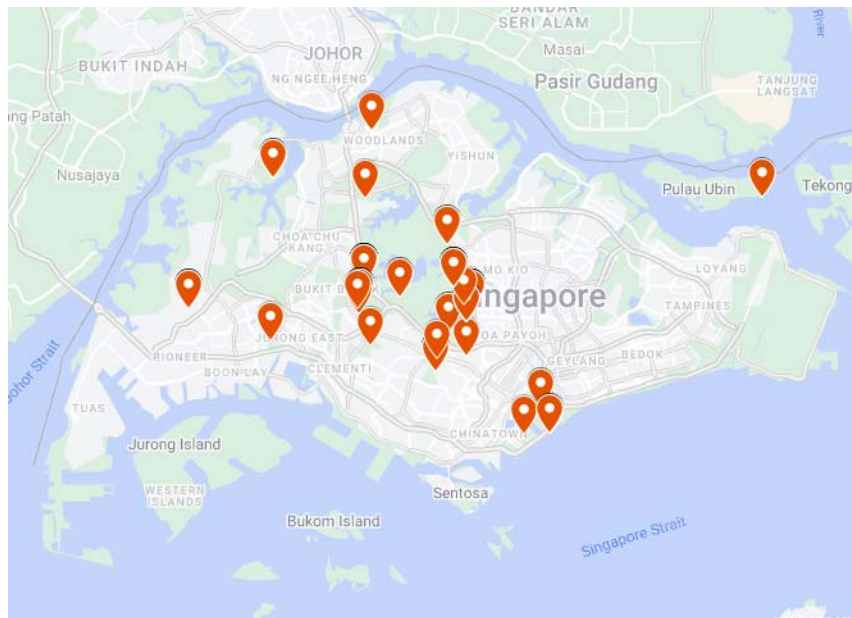 BANDAR
SERI ALAM
River
JOHOR
Masai
BUKIT INDAH
NG NGEE HENG
Pasir Gudang
TANJUNG
LANGSAT
ng Patah
WOODLANDS
YISHUN
Nusajaya
Pulau Ubin
Tekong
CHOA CHU
KANG
MO KIO
LOYANG
BUKIT B K
ingapore
TAMPINES
J RONG EAST
OA PAYOH
PIONEER
GEYLANG
BEDOK
BOON LAY
CLEMENTI
Johor Strait
TUAS
CHINATOWN
Jurong Island
WESTERN
ISLANDS
Sentosa
Bukom Island
Singapore Strait